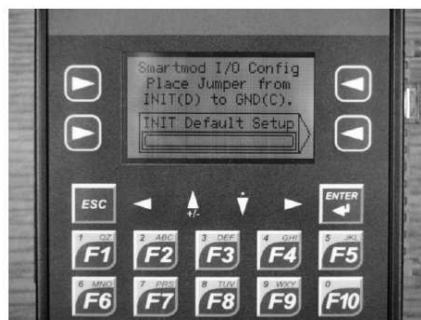 Smartmod I/O Config
Place Jumper from
INIT(D) to GND(C).
INIT Default Setup
ESC
+/-
.
ENTER
1 QZ
F1
2 ABC
F2
3 DEF
F3
4 GHI
F4
5 JKL
F5
6 MNO
F6
7 PRS
F7
8 TUV
F8
9 WXY
F9
0
F10